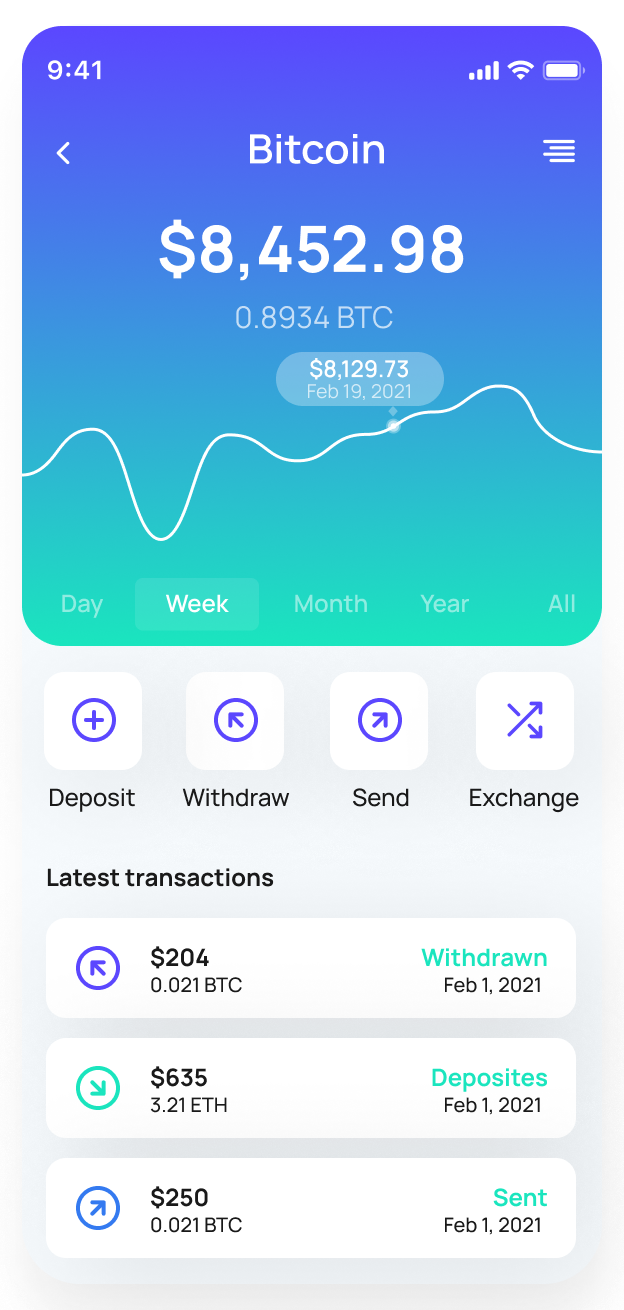 9:41
Bitcoin
$8,452.98
0.8934 BTC
$8,129.73
Feb 19, 2021
Day Week Month Year All
Deposit Withdraw Send Exchange
Latest transactions
$204 Withdrawn
0.021 BTC Feb 1, 2021
$635 Deposites
3.21 ETH Feb 1, 2021
$250 Sent
0.021 BTC Feb 1, 2021